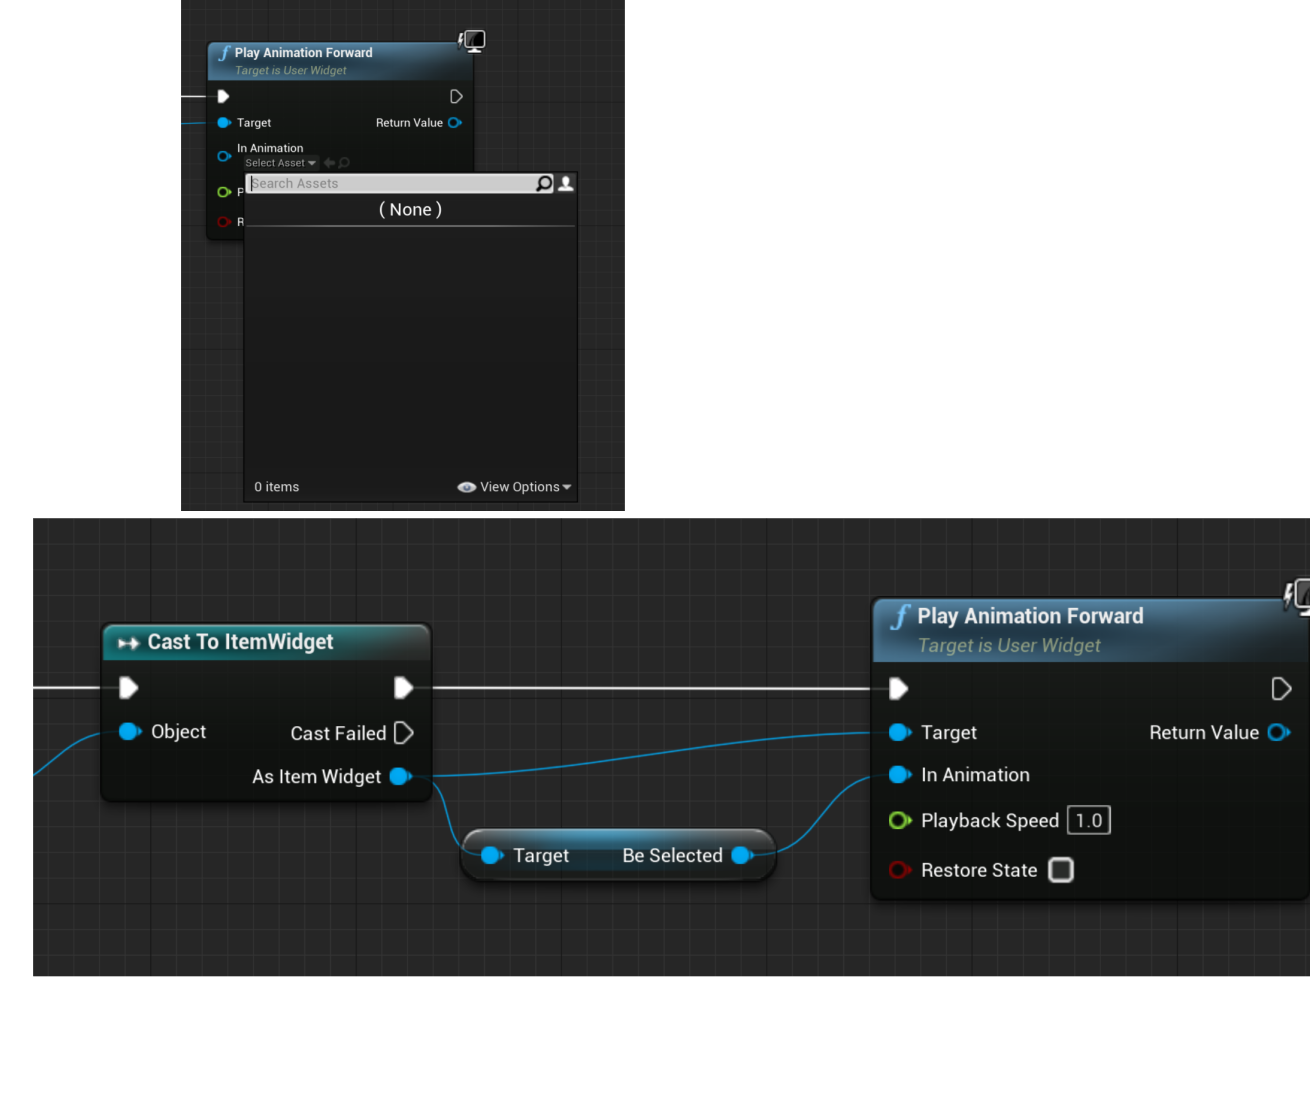 Play Animation Forward
Target is User Widget
Target
Return Value
In Animation
Select Asset
P
R
Search Assets
( None )
0 items
View Options
Cast To ItemWidget
Object
Cast Failed
As Item Widget
Target
Be Selected
Play Animation Forward
Target is User Widget
Target
Return Value
In Animation
Playback Speed 1.0
Restore State